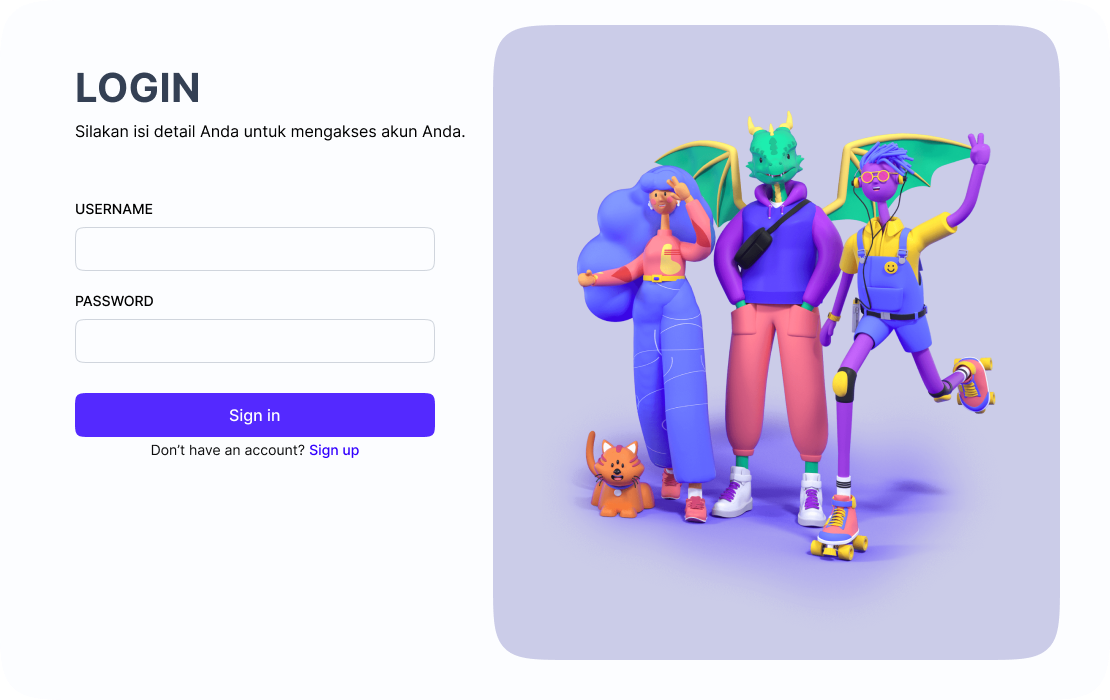 LOGIN
Silakan isi detail Anda untuk mengakses akun Anda.
USERNAME
PASSWORD
Sign in
Don't have an account? Sign up